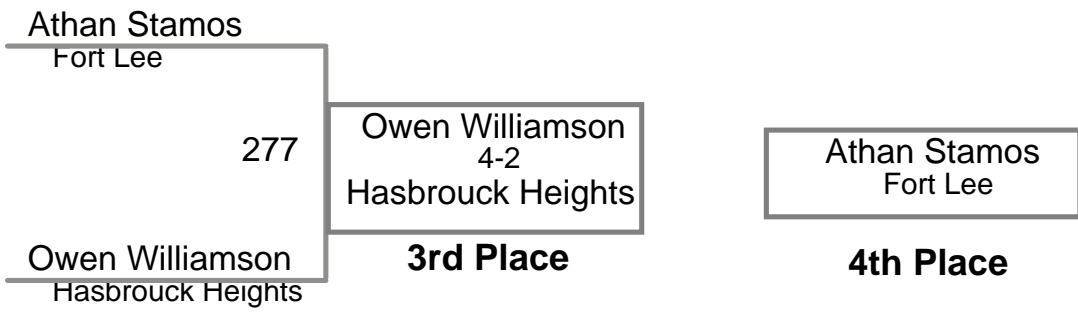 Athan Stamos
Fort Lee
277
Owen Williamson
Hasbrouck Heights
Owen Williamson
4-2
Hasbrouck Heights
3rd Place
Athan Stamos
Fort Lee
4th Place